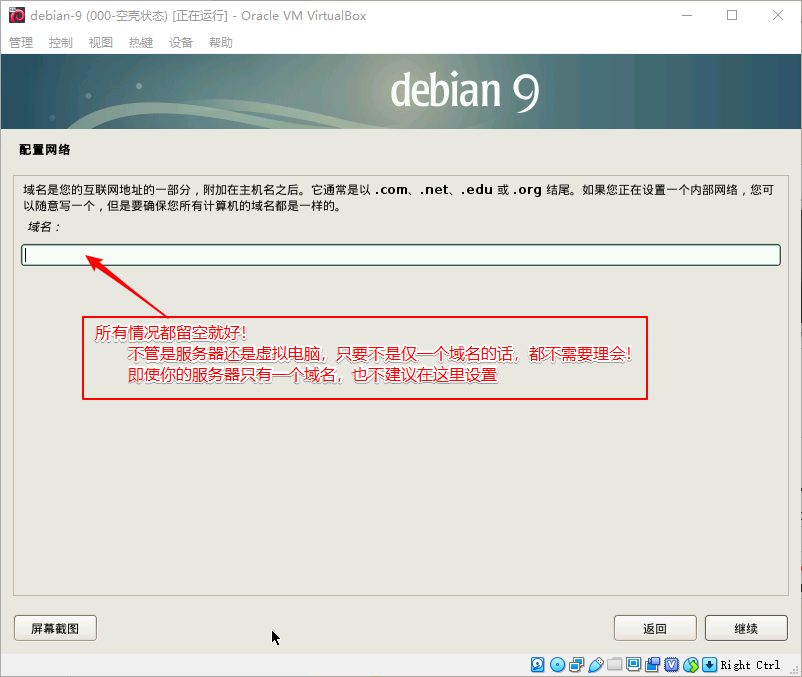 debian-9 (000-空壳状态) [正在运行] - Oracle VM VirtualBox
管理 控制 视图 热键 设备 帮助
debian 9
配置网络
域名是您的互联网地址的一部分，附加在主机名之后。它通常是以 .com、.net、.edu 或 .org 结尾。如果您正在设置一个内部网络，您可
以随意写一个，但是要确保您所有计算机的域名都是一样的。
域名：
所有情况都留空就好！
不管是服务器还是虚拟电脑，只要不是仅一个域名的话，都不需要理会！
即使你的服务器只有一个域名，也不建议在这里设置
屏幕截图 返回 继续
Right Ctrl